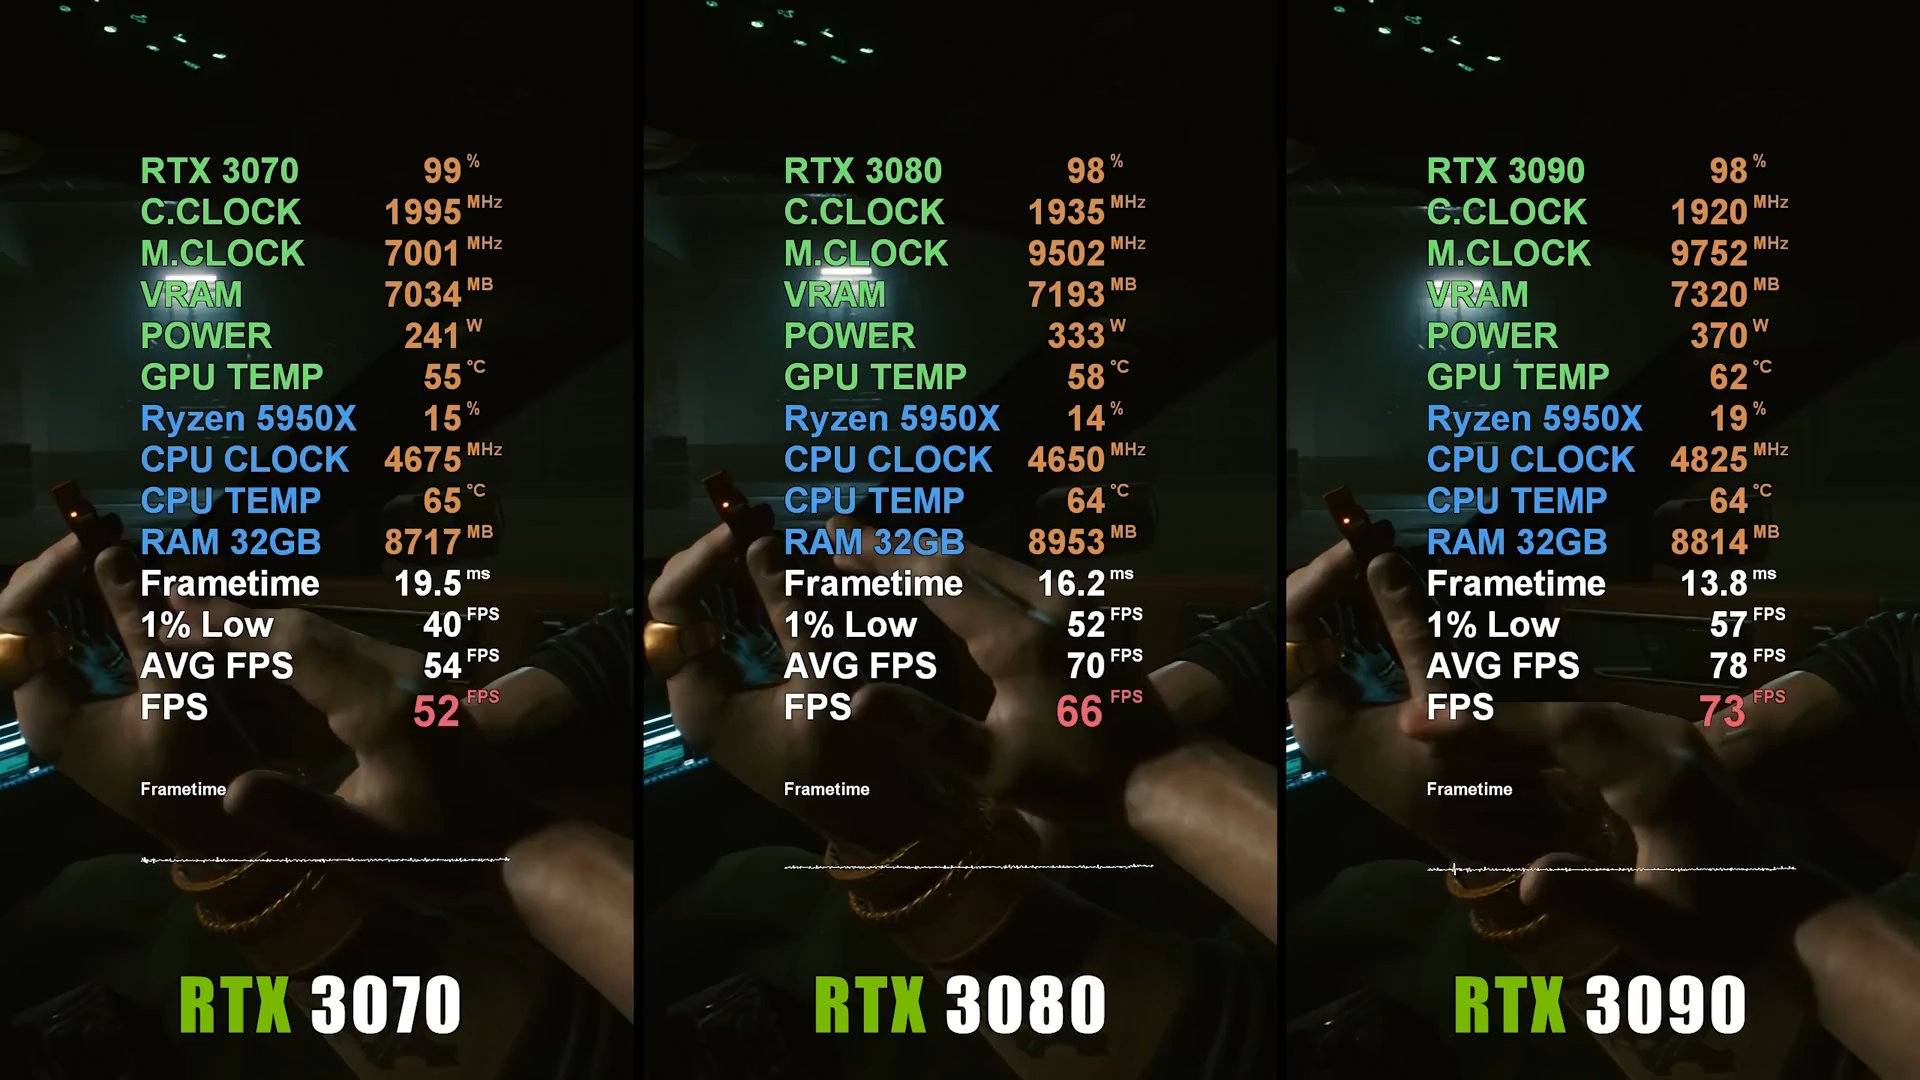 RTX 3070 99 %
C.CLOCK 1995 MHz
M.CLOCK 7001 MHz
VRAM 7034 MB
POWER 241 W
GPU TEMP 55 °C
Ryzen 5950X 15 %
CPU CLOCK 4675 MHz
CPU TEMP 65 °C
RAM 32GB 8717 MB
Frametime 19.5 ms
1% Low 40 FPS
AVG FPS 54 FPS
FPS 52 FPS
Frametime
RTX 3070
RTX 3080 98 %
C.CLOCK 1935 MHz
M.CLOCK 9502 MHz
VRAM 7193 MB
POWER 333 W
GPU TEMP 58 °C
Ryzen 5950X 14 %
CPU CLOCK 4650 MHz
CPU TEMP 64 °C
RAM 32GB 8953 MB
Frametime 16.2 ms
1% Low 52 FPS
AVG FPS 70 FPS
FPS 66 FPS
Frametime
RTX 3080
RTX 3090 98 %
C.CLOCK 1920 MHz
M.CLOCK 9752 MHz
VRAM 7320 MB
POWER 370 W
GPU TEMP 62 °C
Ryzen 5950X 19 %
CPU CLOCK 4825 MHz
CPU TEMP 64 °C
RAM 32GB 8814 MB
Frametime 13.8 ms
1% Low 57 FPS
AVG FPS 78 FPS
FPS 73 FPS
Frametime
RTX 3090